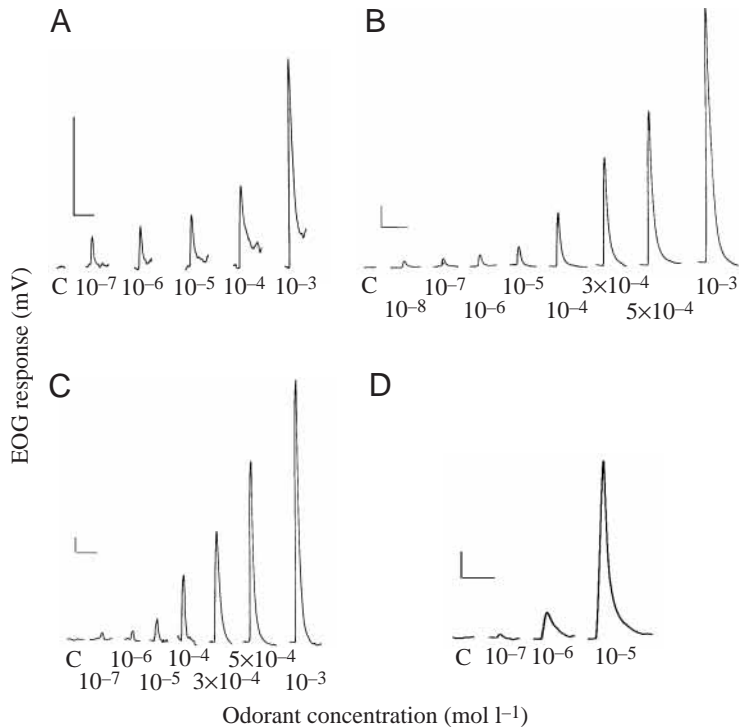 A
C 10–7 10–6 10–5 10–4 10–3
B
C 10–7 10–5 3×10–4 10–3
10–8 10–6 10–4 5×10–4
EOG response (mV)
C
C 10–6 10–4 5×10–4
10–7 10–5 3×10–4 10–3
D
C 10–7 10–6 10–5
Odorant concentration (mol l–1)